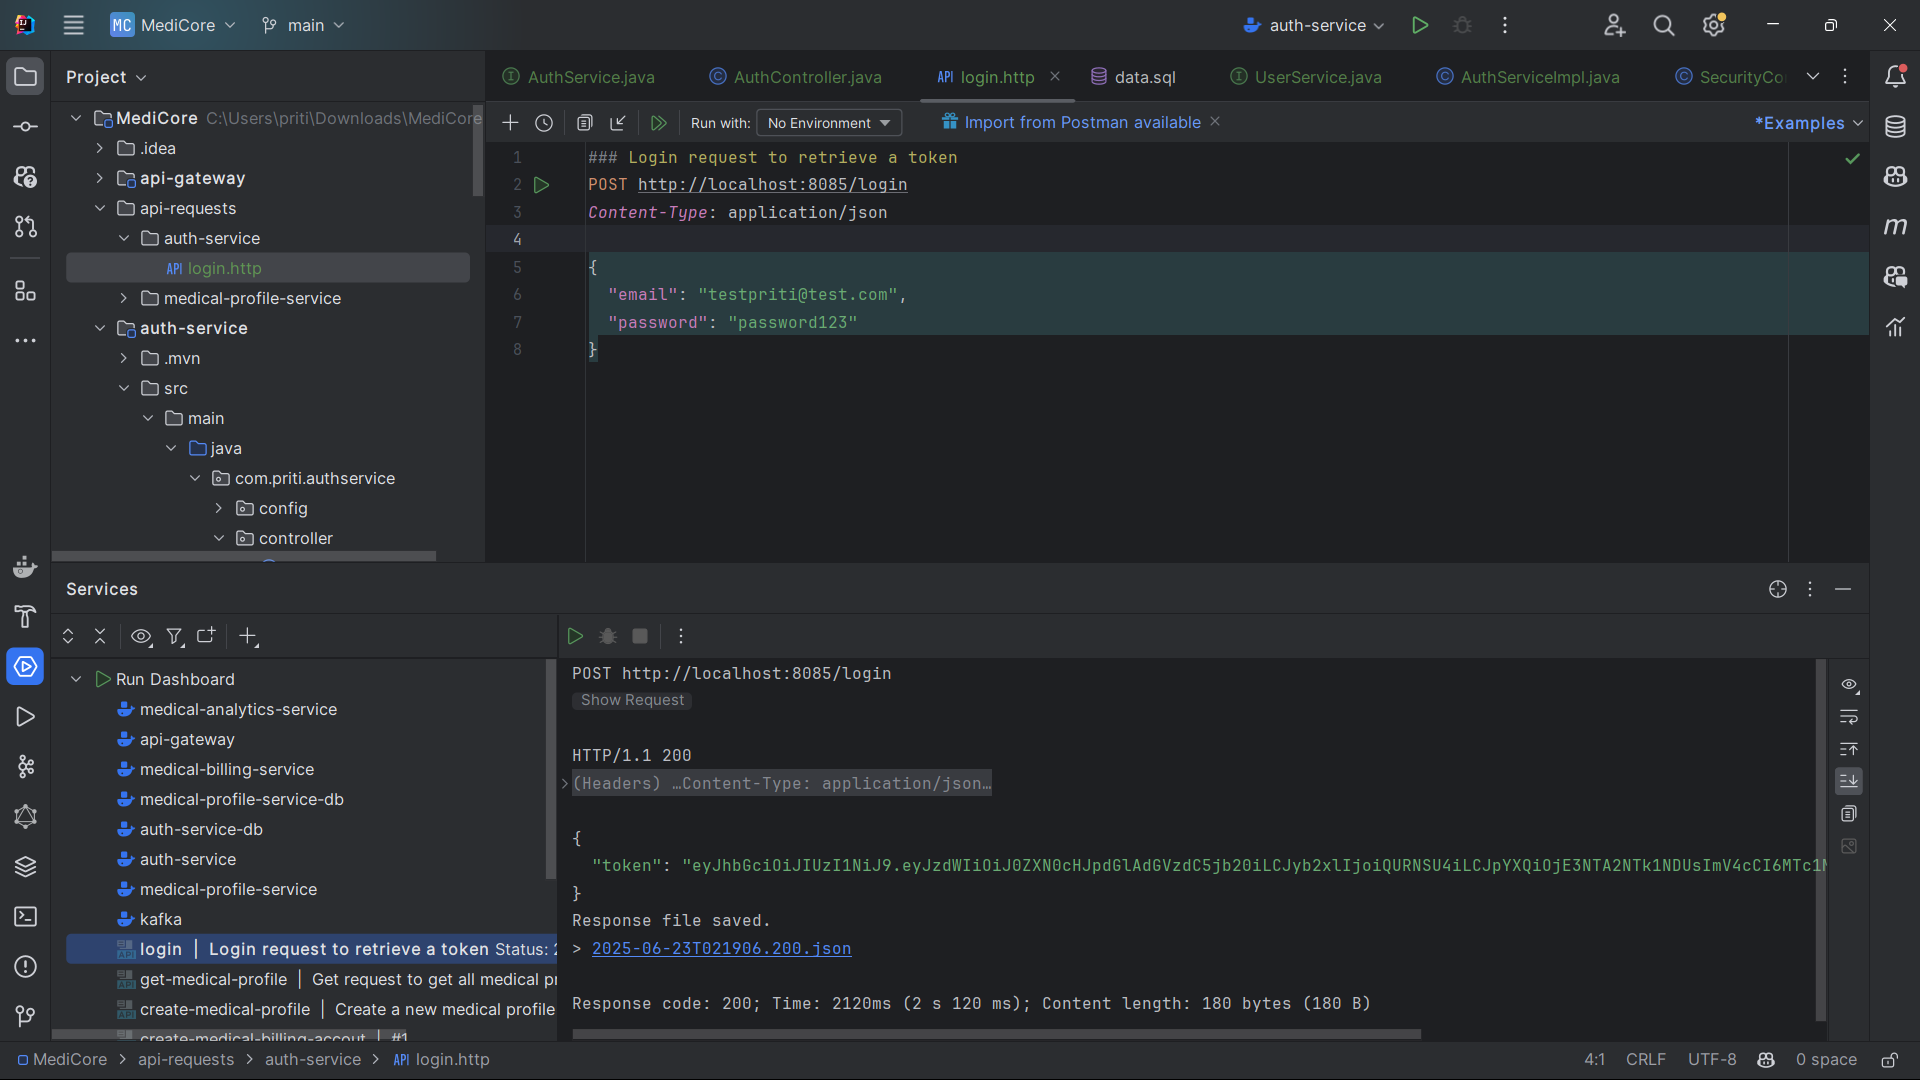 MC MediCore main auth-service
Project
AuthService.java AuthController.java API login.http data.sql UserService.java AuthServiceImpl.java SecurityCo
MediCore C:\Users\priti\Downloads\MediCore
.idea
api-gateway
api-requests
auth-service
API login.http
medical-profile-service
auth-service
.mvn
src
main
java
com.priti.authservice
config
controller
Run with: No Environment Import from Postman available *Examples
1 ### Login request to retrieve a token
2 POST http://localhost:8085/login
3 Content-Type: application/json
4
5 {
6 "email": "testpriti@test.com",
7 "password": "password123"
8 }
Services
Run Dashboard
medical-analytics-service
api-gateway
medical-billing-service
medical-profile-service-db
auth-service-db
auth-service
medical-profile-service
kafka
API login | Login request to retrieve a token Status: 2
API get-medical-profile | Get request to get all medical pr
API create-medical-profile | Create a new medical profile
create-medical-billing-accout | #1
POST http://localhost:8085/login
Show Request
HTTP/1.1 200
(Headers) …Content-Type: application/json…
{
"token": "eyJhbGciOiJIUzI1NiJ9.eyJzdWIiOiJ0ZXN0cHJpdGlAdGVzdC5jb20iLCJyb2xlIjoiQURNSU4iLCJpYXQiOjE3NTA2NTk1NDUsImV4cCI6MTc1M
}
Response file saved.
> 2025-06-23T021906.200.json
Response code: 200; Time: 2120ms (2 s 120 ms); Content length: 180 bytes (180 B)
MediCore > api-requests > auth-service > API login.http 4:1 CRLF UTF-8 0 space